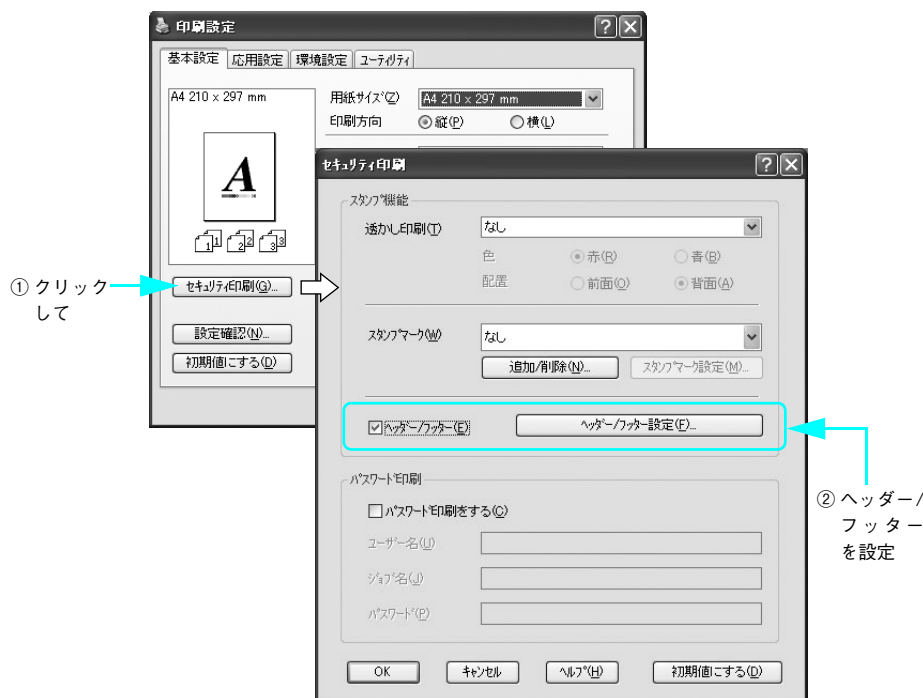 印刷設定
基本設定 応用設定 環境設定 ユーティリティ
A4 210 x 297 mm
用紙サイズ(Z) A4 210 x 297 mm
印刷方向 縦(P) 横(L)
A
1 1 2 2 3 3
① クリック
して
セキュリティ印刷(G)...
設定確認(N)...
初期値にする(D)
セキュリティ印刷
スタンプ機能
透かし印刷(T) なし
色 赤(R) 青(B)
配置 前面(O) 背面(A)
スタンプマーク(W) なし
追加/削除(N)... スタンプマーク設定(M)...
ヘッダー/フッター(E) ヘッダー/フッター設定(F)...
② ヘッダー/
フッター
を設定
パスワード印刷
パスワード印刷をする(C)
ユーザー名(U)
ジョブ名(J)
パスワード(P)
OK キャンセル ヘルプ(H) 初期値にする(D)